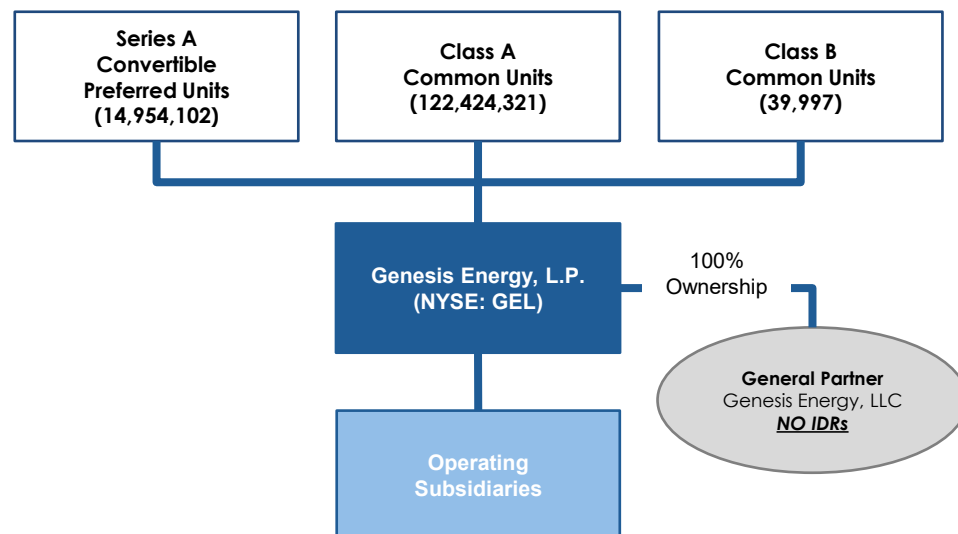 Series A
Convertible
Preferred Units
(14,954,102)
Class A
Common Units
(122,424,321)
Class B
Common Units
(39,997)
Genesis Energy, L.P.
(NYSE: GEL)
100%
Ownership
General Partner
Genesis Energy, LLC
NO IDRs
Operating
Subsidiaries